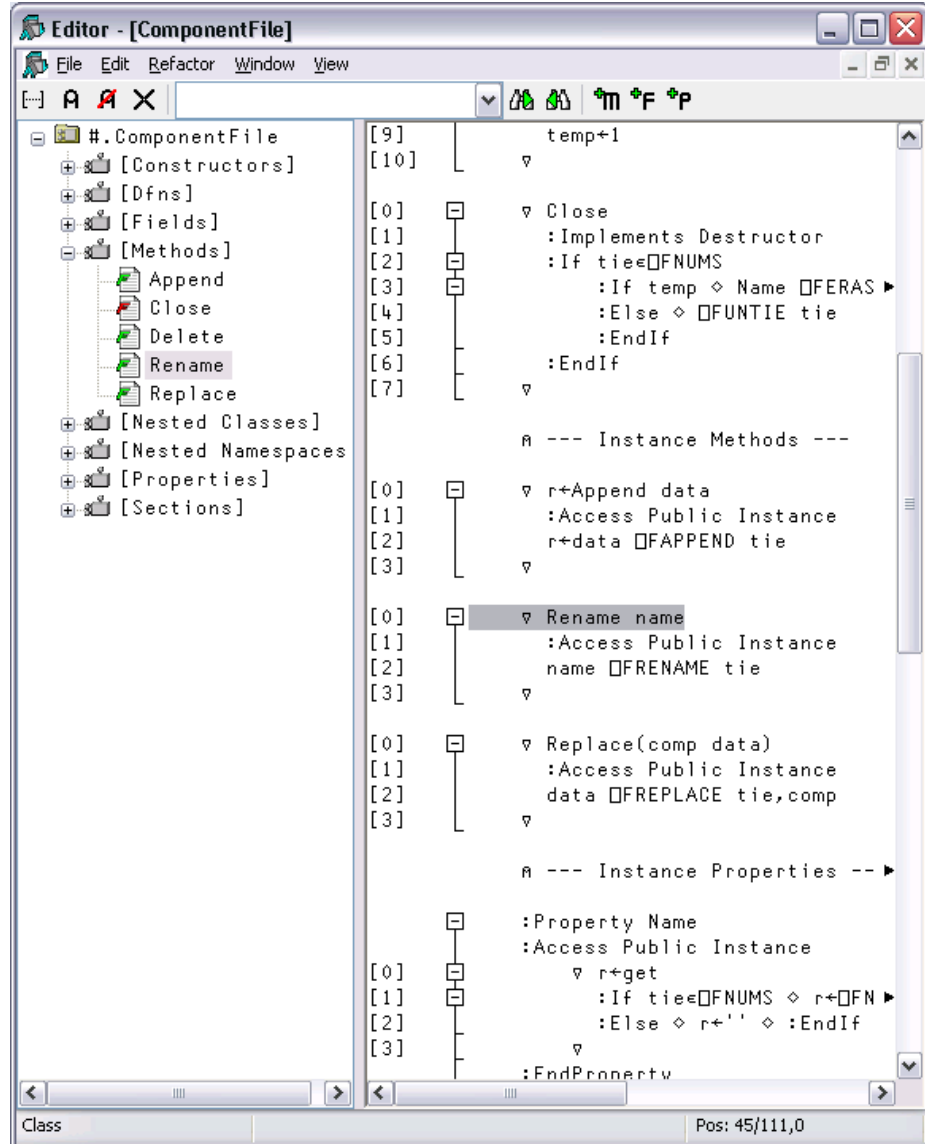 Editor - [ComponentFile]
File Edit Refactor Window View
[...] A A X m F P
#.ComponentFile
[Constructors]
[Dfns]
[Fields]
[Methods]
Append
Close
Delete
Rename
Replace
[Nested Classes]
[Nested Namespaces
[Properties]
[Sections]
[9] temp←1
[10] ∇
[0] ∇ Close
[1] :Implements Destructor
[2] :If tie∊⎕FNUMS
[3] :If temp ⋄ Name ⎕FERAS
[4] :Else ⋄ ⎕FUNTIE tie
[5] :EndIf
[6] :EndIf
[7] ∇
⍝ --- Instance Methods ---
[0] ∇ r←Append data
[1] :Access Public Instance
[2] r←data ⎕FAPPEND tie
[3] ∇
[0] ∇ Rename name
[1] :Access Public Instance
[2] name ⎕FRENAME tie
[3] ∇
[0] ∇ Replace(comp data)
[1] :Access Public Instance
[2] data ⎕FREPLACE tie,comp
[3] ∇
⍝ --- Instance Properties --
:Property Name
:Access Public Instance
[0] ∇ r←get
[1] :If tie∊⎕FNUMS ⋄ r←⎕FN
[2] :Else ⋄ r←'' ⋄ :EndIf
[3] ∇
:EndProperty
Class
Pos: 45/111,0